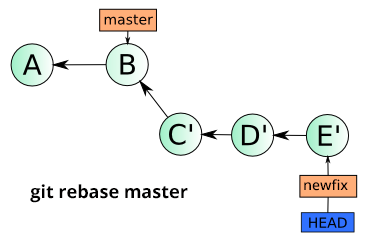 master
A
B
C'
D'
E'
git rebase master
newfix
HEAD